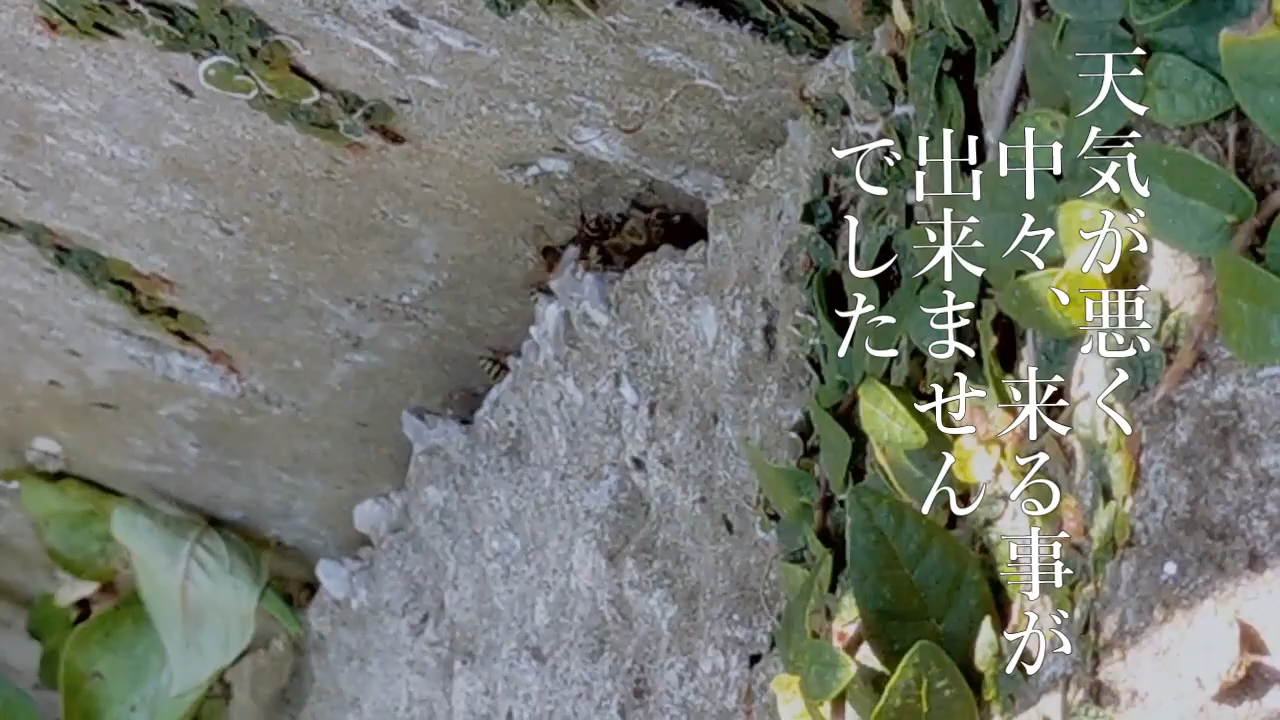 天気が悪く
中々、来る事が
出来ません
でした